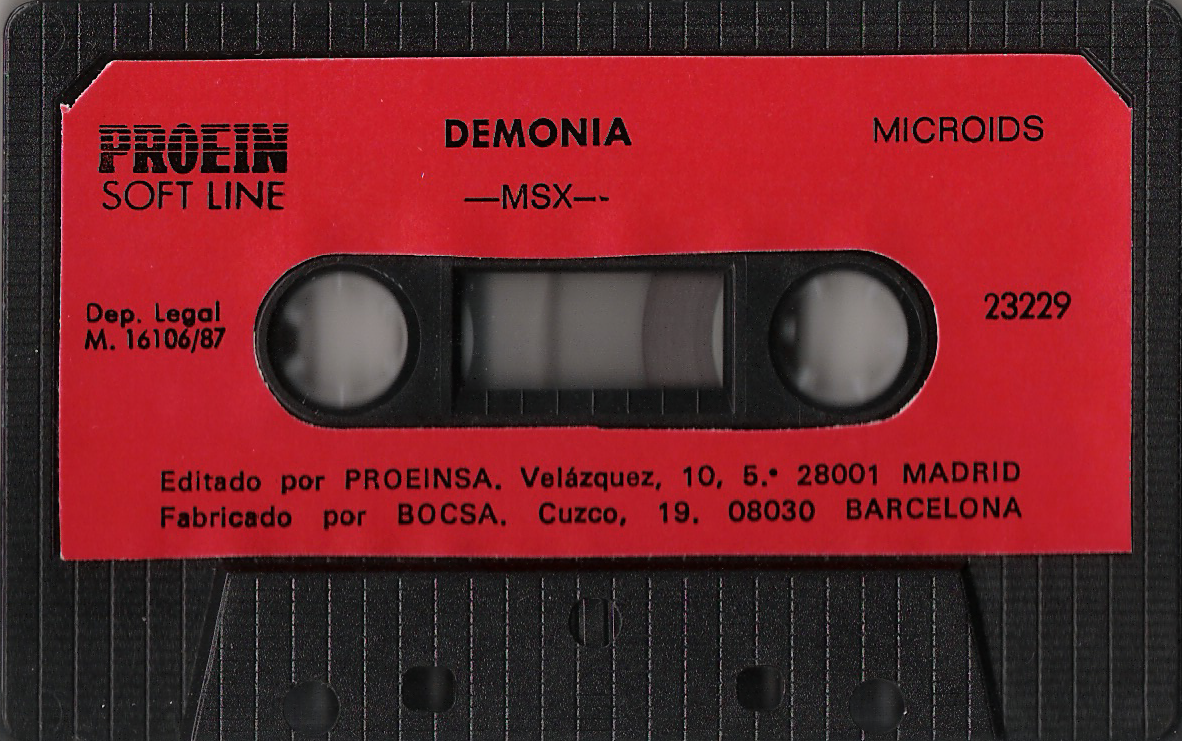 PROEIN
SOFT LINE
DEMONIA
—MSX—-
MICROIDS
Dep. Legal
M. 16106/87
23229
Editado por PROEINSA. Velázquez, 10, 5.° 28001 MADRID
Fabricado por BOCSA. Cuzco, 19. 08030 BARCELONA